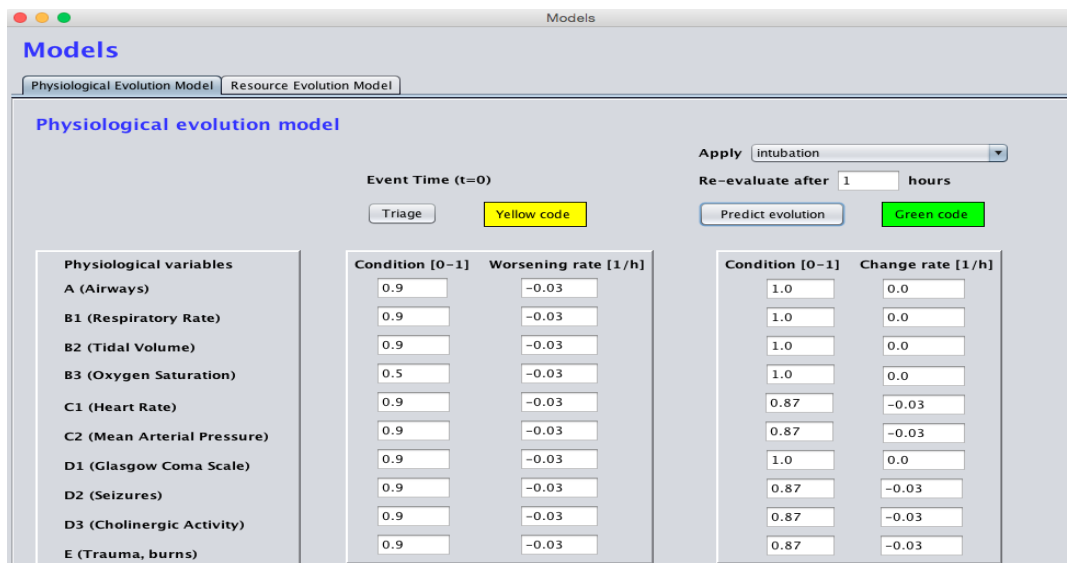 Models
Models
Physiological Evolution Model Resource Evolution Model
Physiological evolution model
Apply intubation
Event Time (t=0) Re-evaluate after 1 hours
Triage Yellow code Predict evolution Green code
Physiological variables Condition [0-1] Worsening rate [1/h] Condition [0-1] Change rate [1/h]
A (Airways) 0.9 -0.03 1.0 0.0
B1 (Respiratory Rate) 0.9 -0.03 1.0 0.0
B2 (Tidal Volume) 0.9 -0.03 1.0 0.0
B3 (Oxygen Saturation) 0.5 -0.03 1.0 0.0
C1 (Heart Rate) 0.9 -0.03 0.87 -0.03
C2 (Mean Arterial Pressure) 0.9 -0.03 0.87 -0.03
D1 (Glasgow Coma Scale) 0.9 -0.03 1.0 0.0
D2 (Seizures) 0.9 -0.03 0.87 -0.03
D3 (Cholinergic Activity) 0.9 -0.03 0.87 -0.03
E (Trauma, burns) 0.9 -0.03 0.87 -0.03